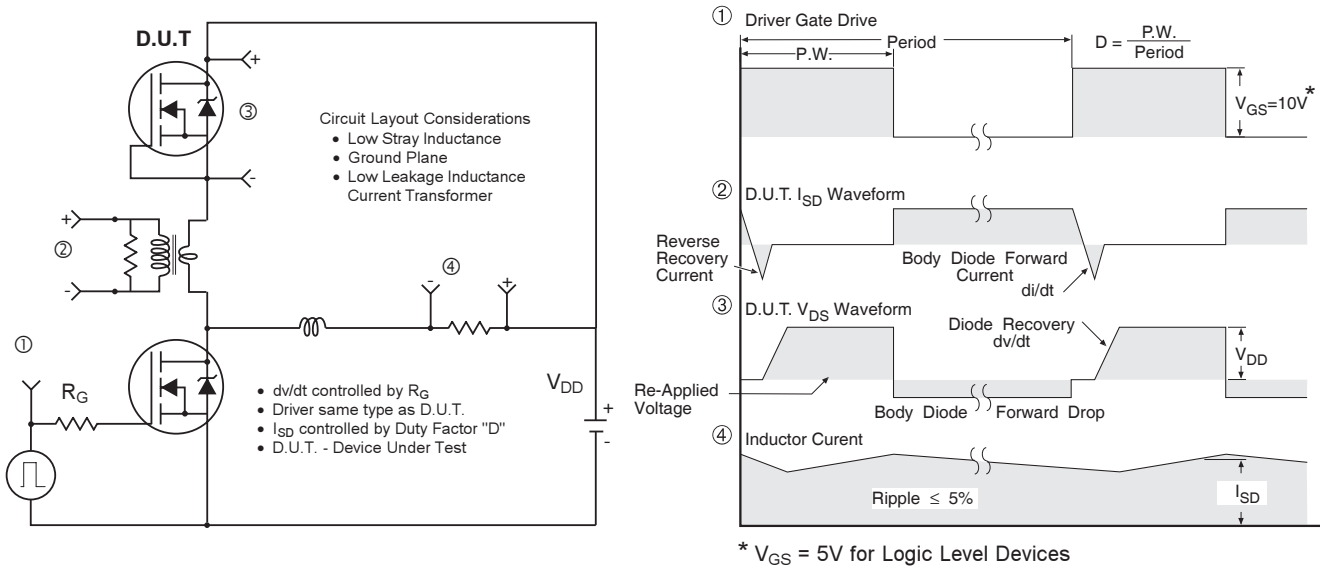 D.U.T
+
③
-
Circuit Layout Considerations
• Low Stray Inductance
• Ground Plane
• Low Leakage Inductance
Current Transformer
+
②
-
④
-
+
①
RG
• dv/dt controlled by RG
• Driver same type as D.U.T.
• ISD controlled by Duty Factor "D"
• D.U.T. - Device Under Test
VDD
+
-
① Driver Gate Drive
P.W.
Period
D = P.W.
Period
VGS=10V*
② D.U.T. ISD Waveform
Reverse
Recovery
Current
Body Diode Forward
Current
di/dt
③ D.U.T. VDS Waveform
Diode Recovery
dv/dt
VDD
Re-Applied
Voltage
Body Diode Forward Drop
④ Inductor Curent
Ripple ≤ 5%
ISD
* VGS = 5V for Logic Level Devices